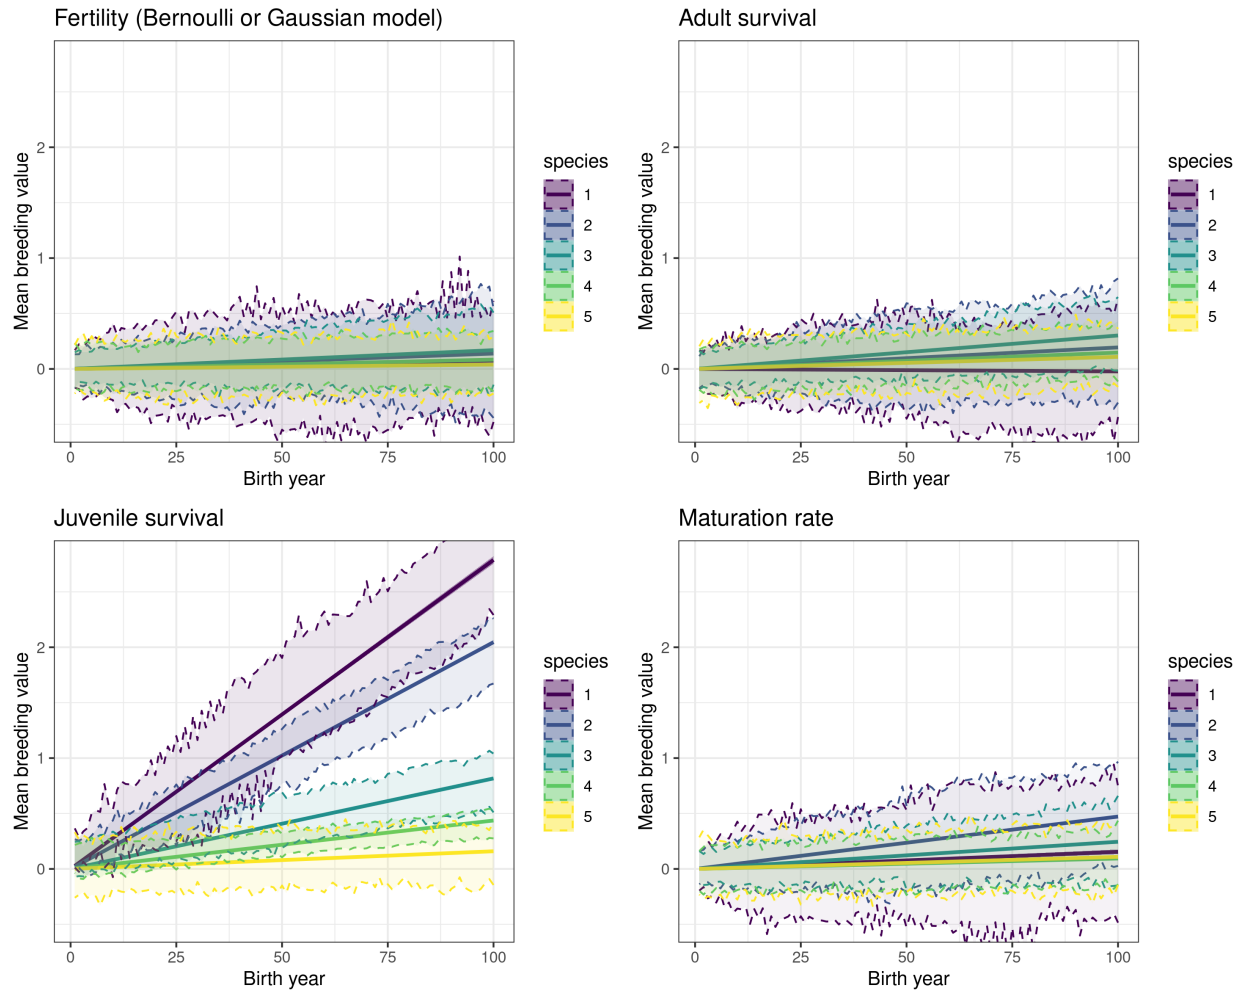 Fertility (Bernoulli or Gaussian model)
Mean breeding value
2
1
0
0 25 50 75 100
Birth year
species
1
2
3
4
5
Adult survival
Mean breeding value
2
1
0
0 25 50 75 100
Birth year
species
1
2
3
4
5
Juvenile survival
Mean breeding value
2
1
0
0 25 50 75 100
Birth year
species
1
2
3
4
5
Maturation rate
Mean breeding value
2
1
0
0 25 50 75 100
Birth year
species
1
2
3
4
5